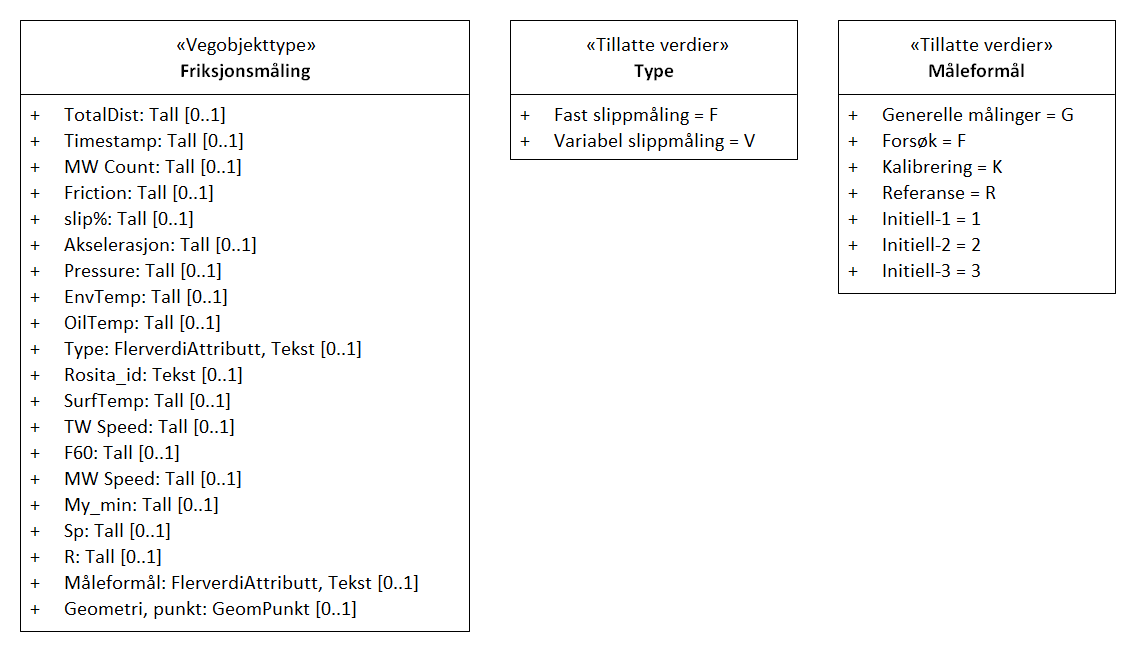 «Vegobjekttype»
Friksjonsmåling
+ TotalDist: Tall [0..1]
+ Timestamp: Tall [0..1]
+ MW Count: Tall [0..1]
+ Friction: Tall [0..1]
+ slip%: Tall [0..1]
+ Akselerasjon: Tall [0..1]
+ Pressure: Tall [0..1]
+ EnvTemp: Tall [0..1]
+ OilTemp: Tall [0..1]
+ Type: FlerverdiAttributt, Tekst [0..1]
+ Rosita_id: Tekst [0..1]
+ SurfTemp: Tall [0..1]
+ TW Speed: Tall [0..1]
+ F60: Tall [0..1]
+ MW Speed: Tall [0..1]
+ My_min: Tall [0..1]
+ Sp: Tall [0..1]
+ R: Tall [0..1]
+ Måleformål: FlerverdiAttributt, Tekst [0..1]
+ Geometri, punkt: GeomPunkt [0..1]
«Tillatte verdier»
Type
+ Fast slippmåling = F
+ Variabel slippmåling = V
«Tillatte verdier»
Måleformål
+ Generelle målinger = G
+ Forsøk = F
+ Kalibrering = K
+ Referanse = R
+ Initiell-1 = 1
+ Initiell-2 = 2
+ Initiell-3 = 3